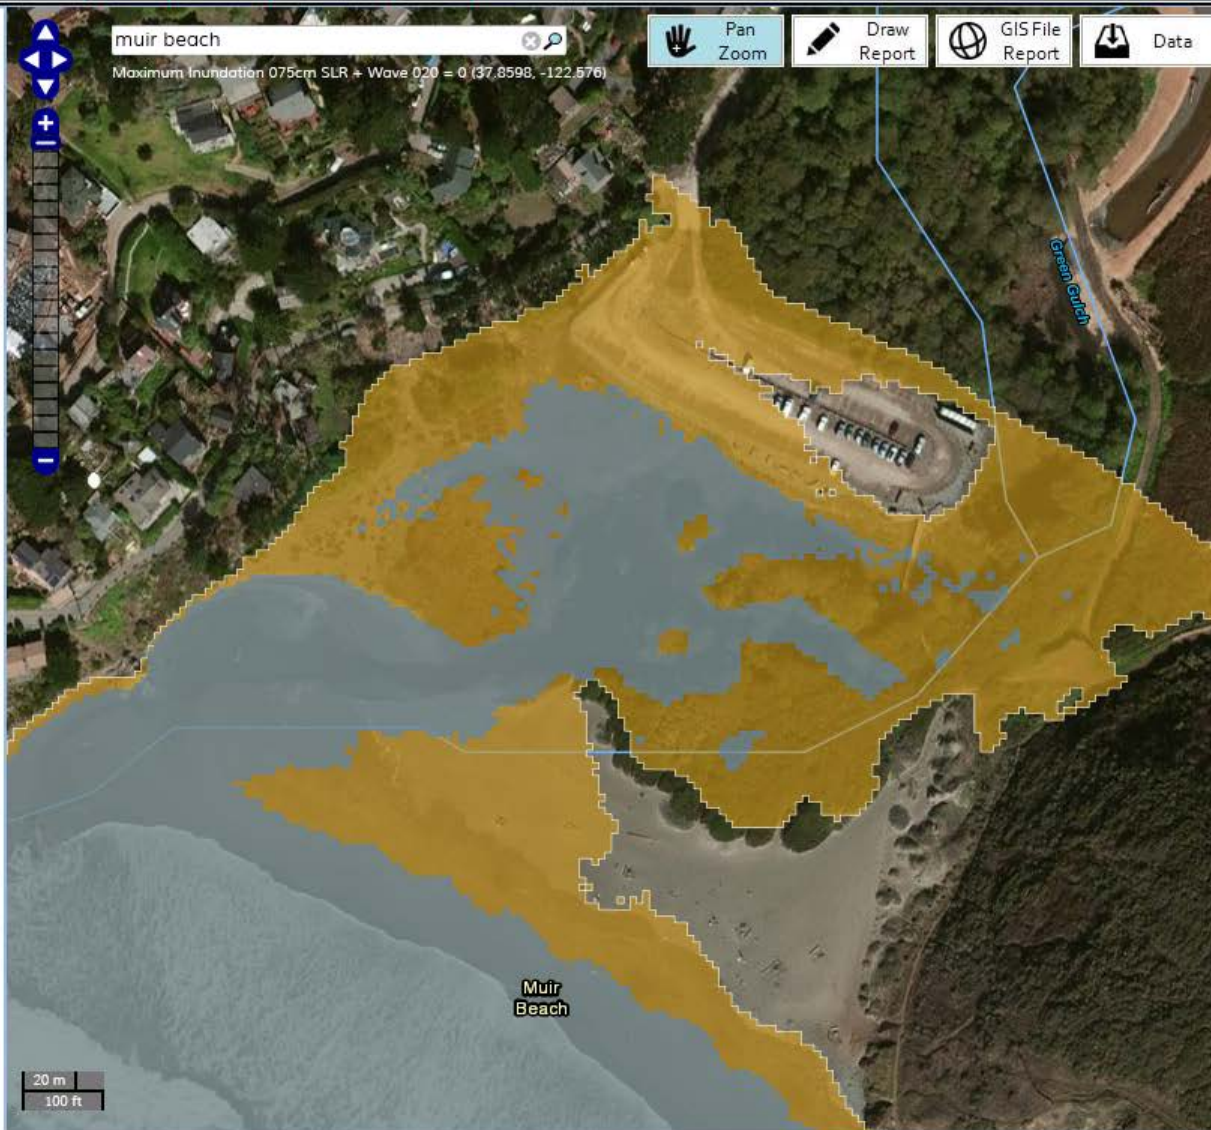 muir beach
Pan
Zoom
Draw
Report
GIS File
Report
Data
Maximum Inundation 075cm SLR + Wave 020 = 0 (37.8598, -122.576)
Green Gulch
Muir
Beach
20 m
100 ft